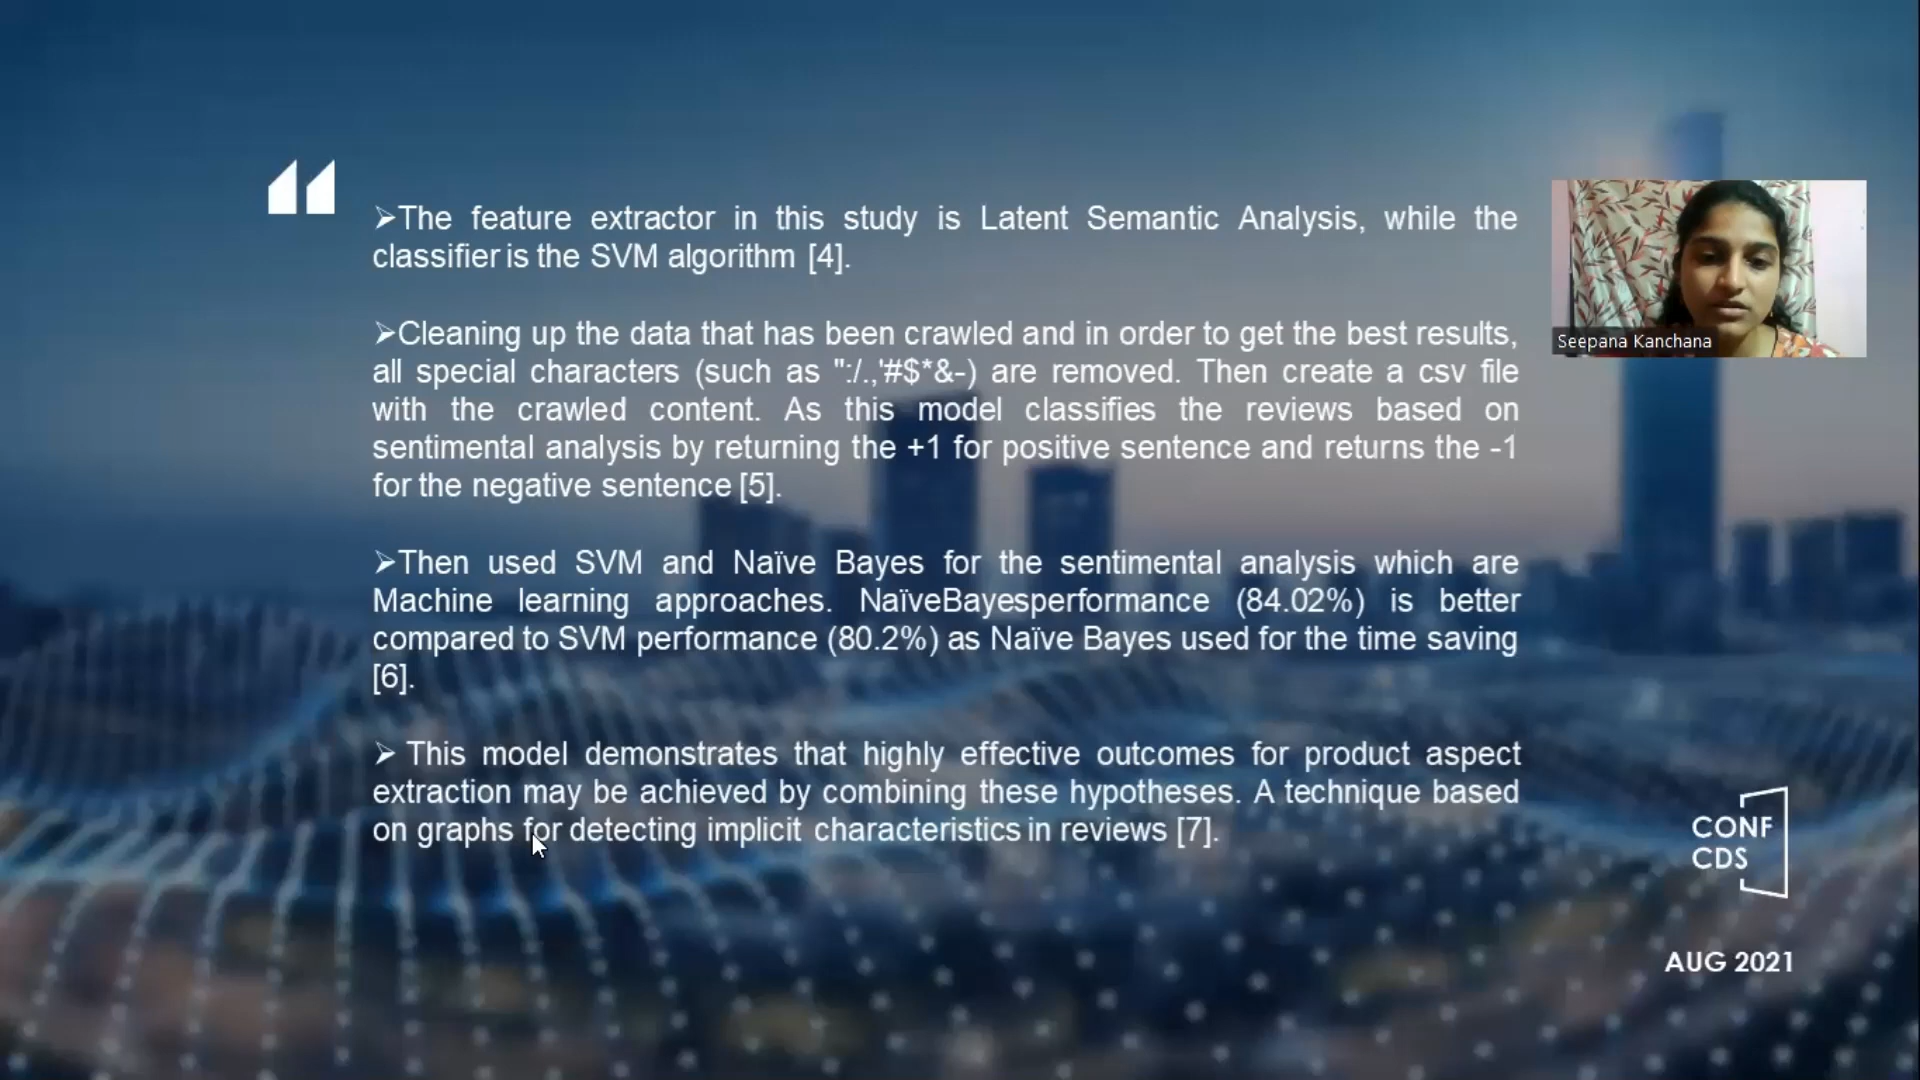 ➢The feature extractor in this study is Latent Semantic Analysis, while the
classifier is the SVM algorithm [4].
➢Cleaning up the data that has been crawled and in order to get the best results,
all special characters (such as ":/.,'#$*&-) are removed. Then create a csv file
with the crawled content. As this model classifies the reviews based on
sentimental analysis by returning the +1 for positive sentence and returns the -1
for the negative sentence [5].
➢Then used SVM and Naïve Bayes for the sentimental analysis which are
Machine learning approaches. NaïveBayesperformance (84.02%) is better
compared to SVM performance (80.2%) as Naïve Bayes used for the time saving
[6].
➢ This model demonstrates that highly effective outcomes for product aspect
extraction may be achieved by combining these hypotheses. A technique based
on graphs for detecting implicit characteristics in reviews [7].
Seepana Kanchana
CONF
CDS
AUG 2021